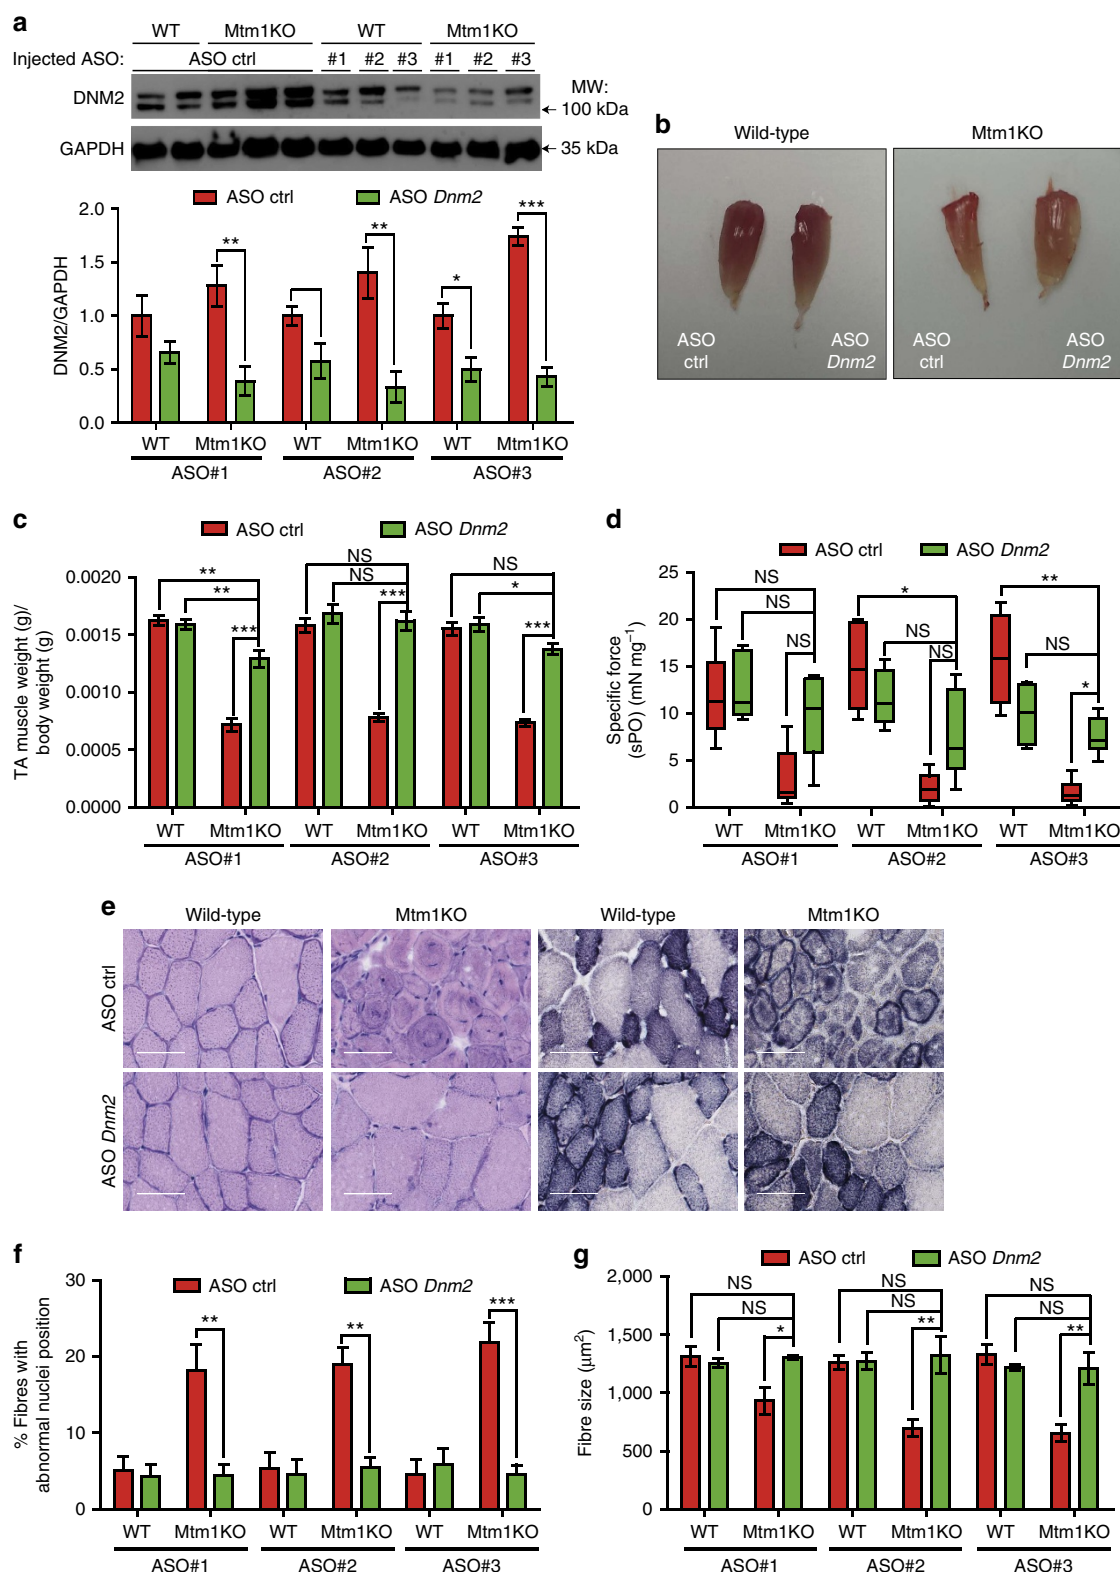 a
WT Mtm1KO WT Mtm1KO
Injected ASO: ASO ctrl #1 #2 #3 #1 #2 #3
DNM2
MW:
← 100 kDa
GAPDH
← 35 kDa
ASO ctrl ASO Dnm2
DNM2/GAPDH
2.0
1.5
1.0
0.5
0.0
** ** * ***
WT Mtm1KO WT Mtm1KO WT Mtm1KO
ASO#1 ASO#2 ASO#3
b
Wild-type Mtm1KO
ASO ctrl
ASO Dnm2
ASO ctrl
ASO Dnm2
c
ASO ctrl ASO Dnm2
TA muscle weight (g)/
body weight (g)
0.0020
0.0015
0.0010
0.0005
0.0000
** NS NS
** NS *
*** *** ***
WT Mtm1KO WT Mtm1KO WT Mtm1KO
ASO#1 ASO#2 ASO#3
d
ASO ctrl ASO Dnm2
Specific force
(sPO) (mN mg⁻¹)
25
20
15
10
5
0
NS * **
NS NS NS
NS NS *
WT Mtm1KO WT Mtm1KO WT Mtm1KO
ASO#1 ASO#2 ASO#3
e
Wild-type Mtm1KO Wild-type Mtm1KO
ASO ctrl
ASO Dnm2
f
ASO ctrl ASO Dnm2
% Fibres with
abnormal nuclei position
30
20
10
0
** ** ***
WT Mtm1KO WT Mtm1KO WT Mtm1KO
ASO#1 ASO#2 ASO#3
g
ASO ctrl ASO Dnm2
Fibre size (μm²)
2,000
1,500
1,000
500
0
NS NS NS
NS NS NS
* ** **
WT Mtm1KO WT Mtm1KO WT Mtm1KO
ASO#1 ASO#2 ASO#3